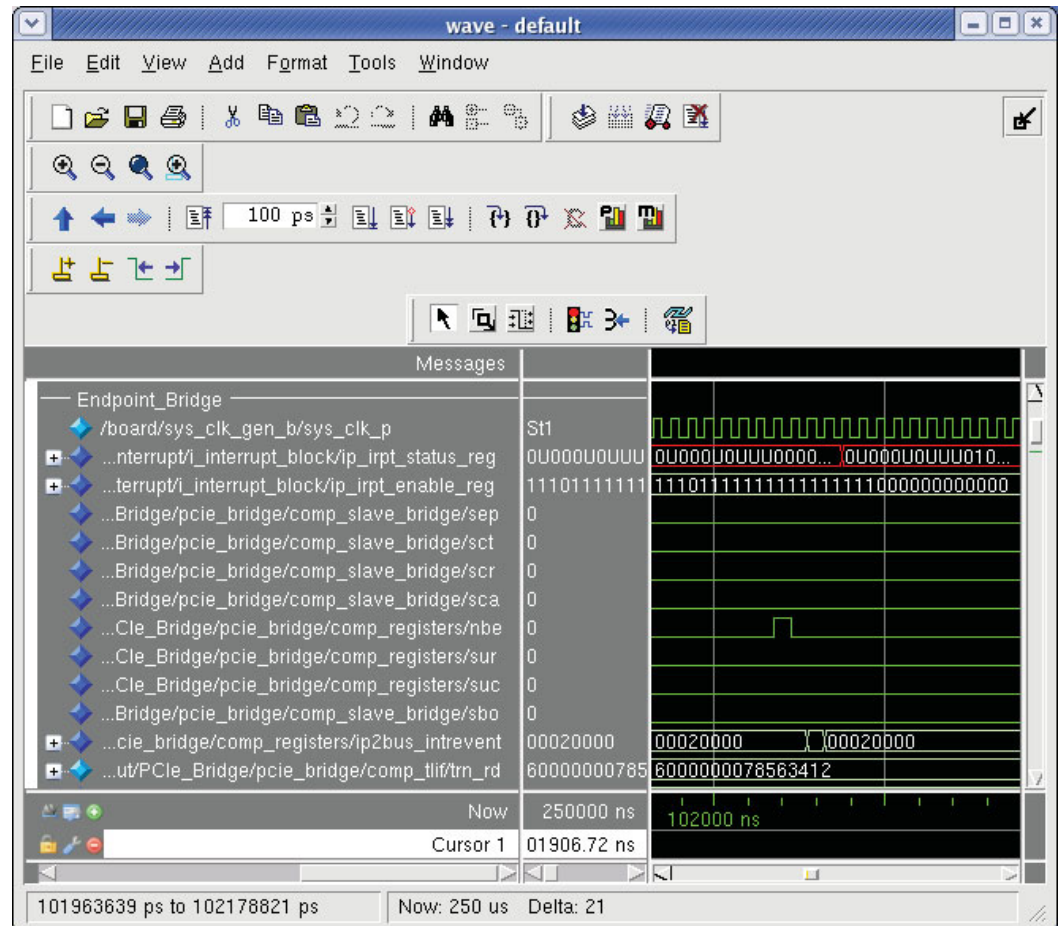 wave - default
File Edit View Add Format Tools Window
100 ps
Messages
Endpoint_Bridge
/board/sys_clk_gen_b/sys_clk_p St1
...nterrupt/i_interrupt_block/ip_irpt_status_reg 0U000U0UUU 0U000U0UUU0000... 0U000U0UUU010...
...terrupt/i_interrupt_block/ip_irpt_enable_reg 11101111111 11101111111111111111000000000000
...Bridge/pcie_bridge/comp_slave_bridge/sep 0
...Bridge/pcie_bridge/comp_slave_bridge/sct 0
...Bridge/pcie_bridge/comp_slave_bridge/scr 0
...Bridge/pcie_bridge/comp_slave_bridge/sca 0
...CIe_Bridge/pcie_bridge/comp_registers/nbe 0
...CIe_Bridge/pcie_bridge/comp_registers/sur 0
...CIe_Bridge/pcie_bridge/comp_registers/suc 0
...Bridge/pcie_bridge/comp_slave_bridge/sbo 0
...cie_bridge/comp_registers/ip2bus_intrevent 00020000 00020000 00020000
...ut/PCIe_Bridge/pcie_bridge/comp_tlif/trn_rd 60000000785 6000000078563412
Now 250000 ns 102000 ns
Cursor 1 01906.72 ns
101963639 ps to 102178821 ps Now: 250 us Delta: 21